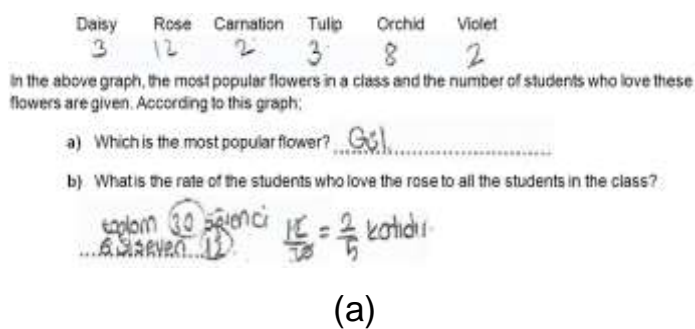 Daisy Rose Carnation Tulip Orchid Violet
3 12 2 3 8 2
In the above graph, the most popular flowers in a class and the number of students who love these
flowers are given. According to this graph;
a) Which is the most popular flower? Gül
b) What is the rate of the students who love the rose to all the students in the class?
toplam 30 öğrenci
Gül seven 12 12/30 = 2/5 katıdır
(a)